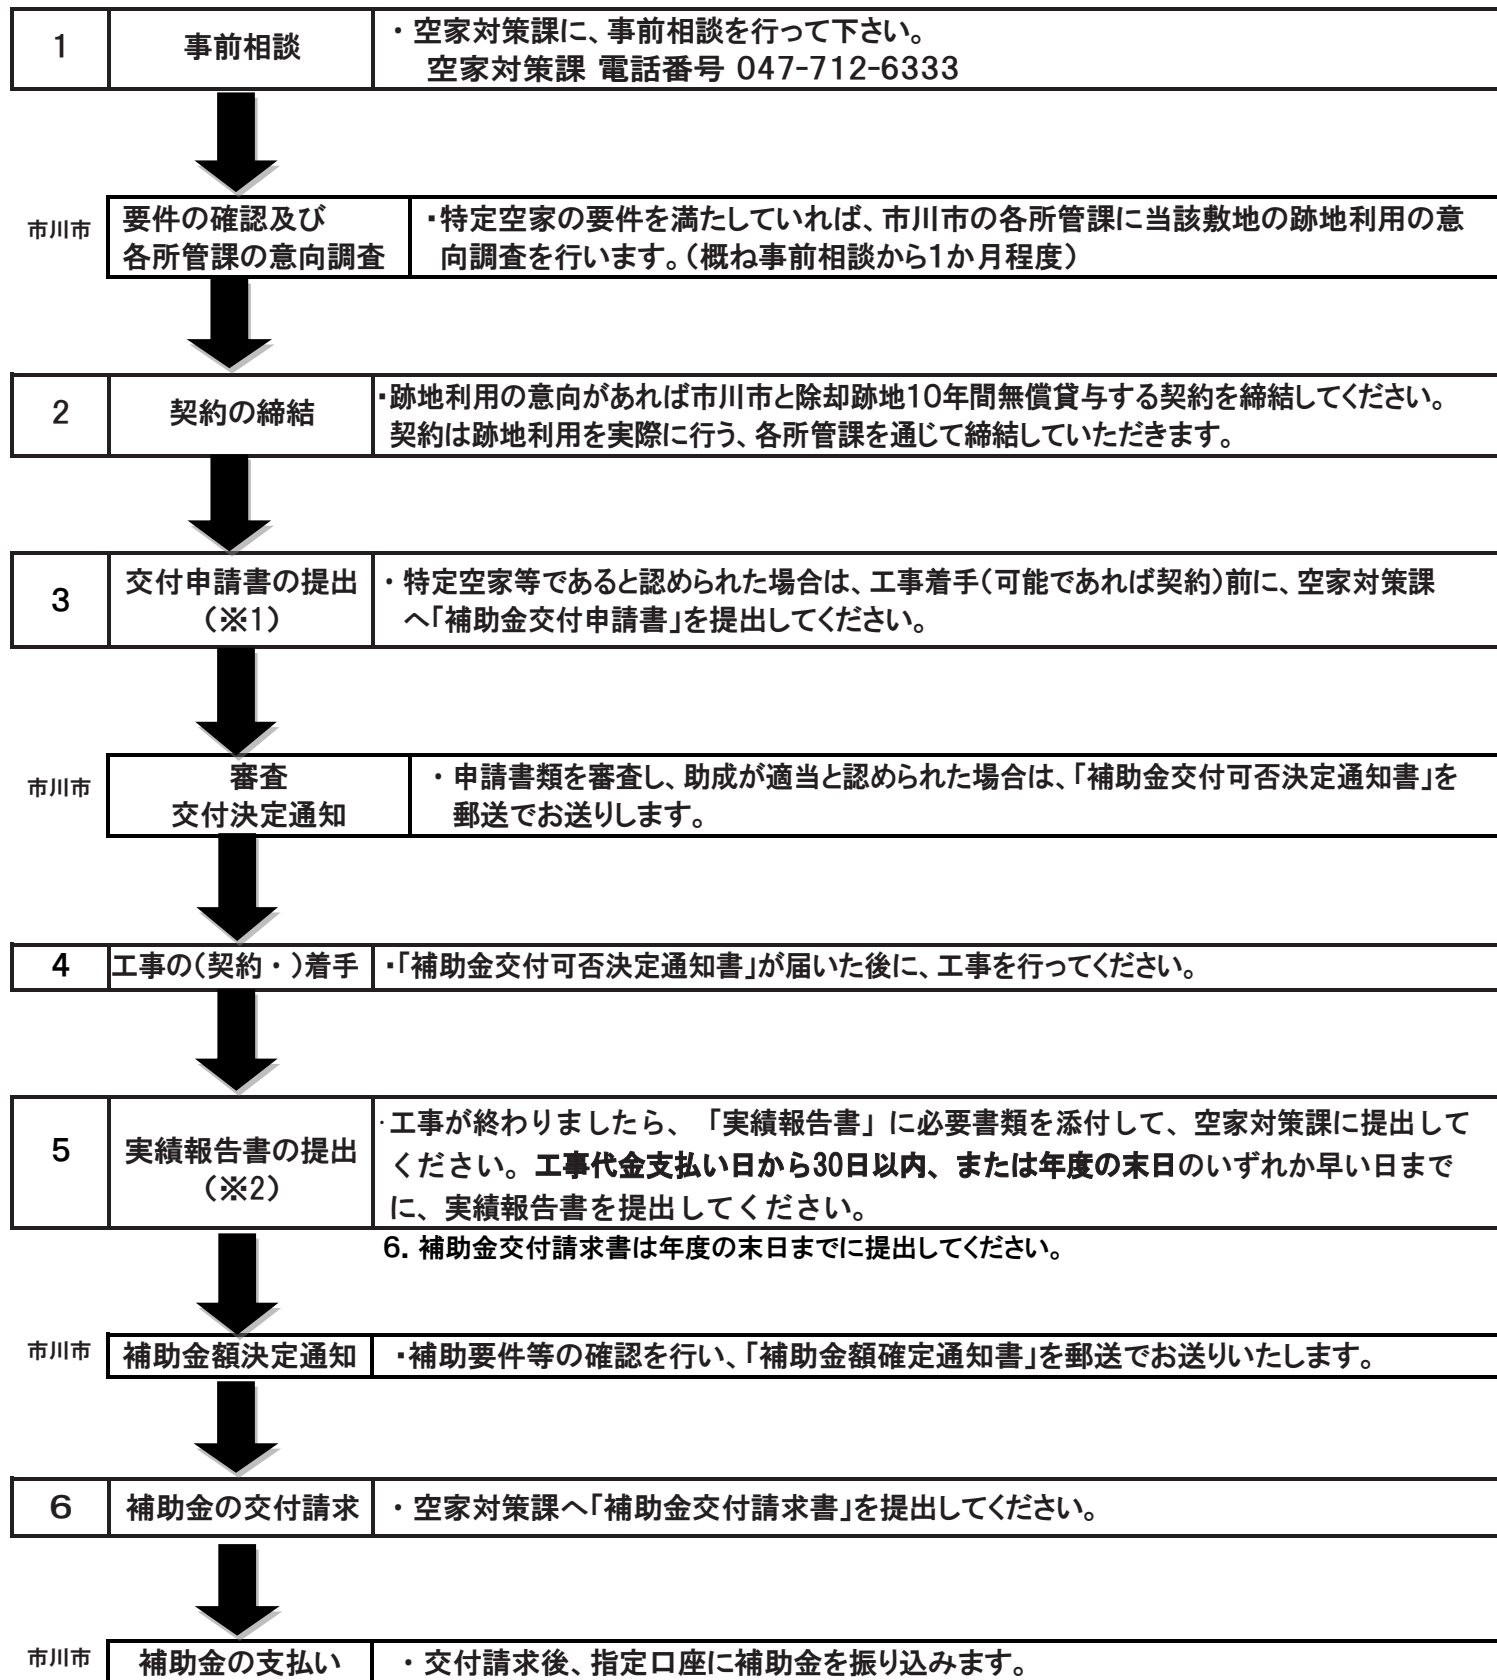 1
事前相談
・ 空家対策課に、事前相談を行って下さい。
空家対策課 電話番号 047-712-6333
市川市
要件の確認及び
各所管課の意向調査
・特定空家の要件を満たしていれば、市川市の各所管課に当該敷地の跡地利用の意
向調査を行います。（概ね事前相談から1か月程度）
2
契約の締結
・跡地利用の意向があれば市川市と除却跡地10年間無償貸与する契約を締結してください。
契約は跡地利用を実際に行う、各所管課を通じて締結していただきます。
3
交付申請書の提出
（※1）
・ 特定空家等であると認められた場合は、工事着手（可能であれば契約）前に、空家対策課
へ「補助金交付申請書」を提出してください。
市川市
審査
交付決定通知
・ 申請書類を審査し、助成が適当と認められた場合は、「補助金交付可否決定通知書」を
郵送でお送りします。
4
工事の（契約・）着手
・「補助金交付可否決定通知書」が届いた後に、工事を行ってください。
5
実績報告書の提出
（※2）
・工事が終わりましたら、「実績報告書」に必要書類を添付して、空家対策課に提出して
ください。工事代金支払い日から30日以内、または年度の末日のいずれか早い日まで
に、実績報告書を提出してください。
6. 補助金交付請求書は年度の末日までに提出してください。
市川市
補助金額決定通知
・補助要件等の確認を行い、「補助金額確定通知書」を郵送でお送りいたします。
6
補助金の交付請求
・ 空家対策課へ「補助金交付請求書」を提出してください。
市川市
補助金の支払い
・ 交付請求後、指定口座に補助金を振り込みます。